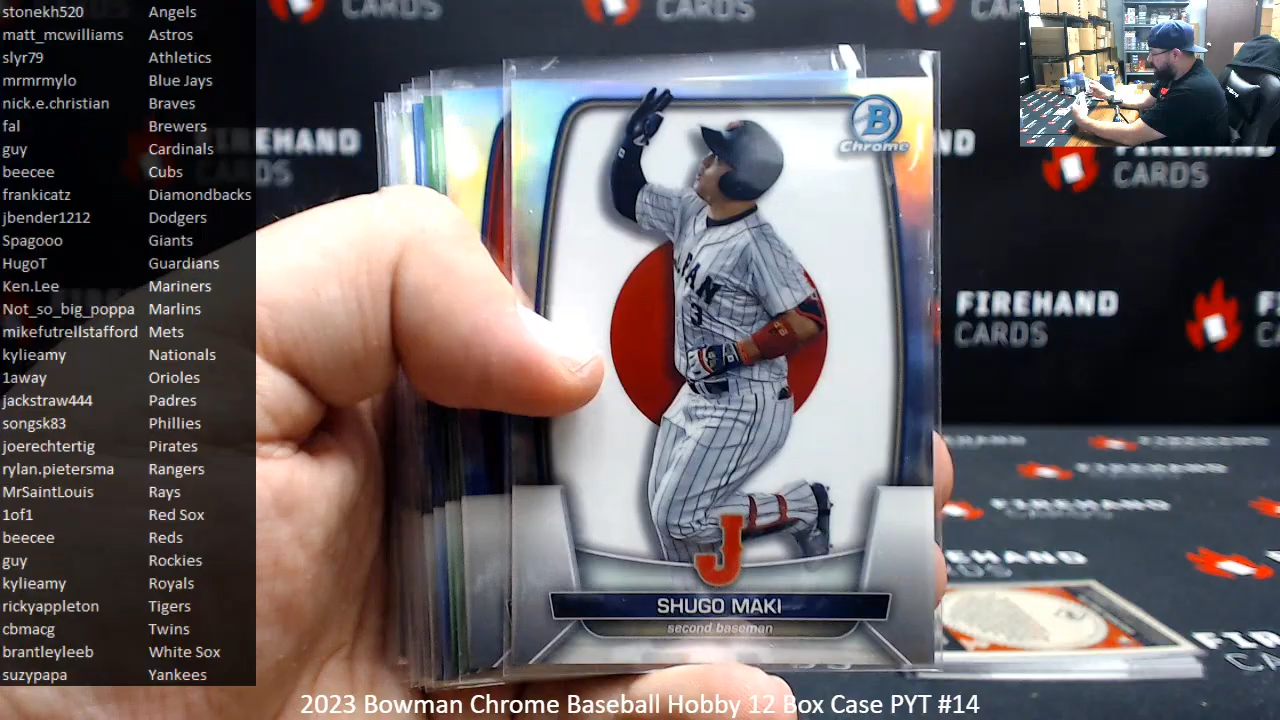 stonekh520 Angels
matt_mcwilliams Astros
slyr79 Athletics
mrmrmylo Blue Jays
nick.e.christian Braves
fal Brewers
guy Cardinals
beecee Cubs
frankicatz Diamondbacks
jbender1212 Dodgers
Spagooo Giants
HugoT Guardians
Ken.Lee Mariners
Not_so_big_poppa Marlins
mikefutrellstafford Mets
kylieamy Nationals
1away Orioles
jackstraw444 Padres
songsk83 Phillies
joerechtertig Pirates
rylan.pietersma Rangers
MrSaintLouis Rays
1of1 Red Sox
beecee Reds
guy Rockies
kylieamy Royals
rickyappleton Tigers
cbmacg Twins
brantleyleeb White Sox
suzypapa Yankees
CARDS
CARDS
B
Chrome
CARDS
FIREHAND
CARDS
3
J
SHUGO MAKI
second baseman
2023 Bowman Chrome Baseball Hobby 12 Box Case PYT #14